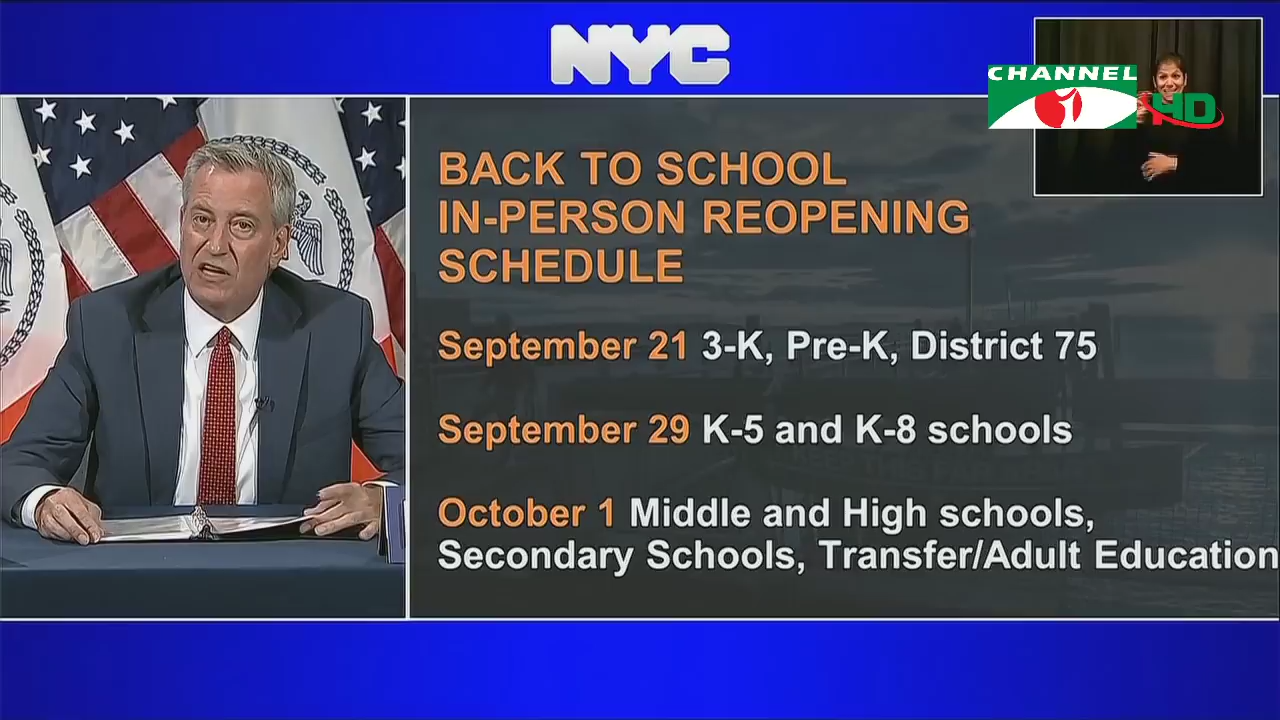 NYC
CHANNEL
HD
BACK TO SCHOOL
IN-PERSON REOPENING
SCHEDULE
September 21 3-K, Pre-K, District 75
September 29 K-5 and K-8 schools
October 1 Middle and High schools,
Secondary Schools, Transfer/Adult Education